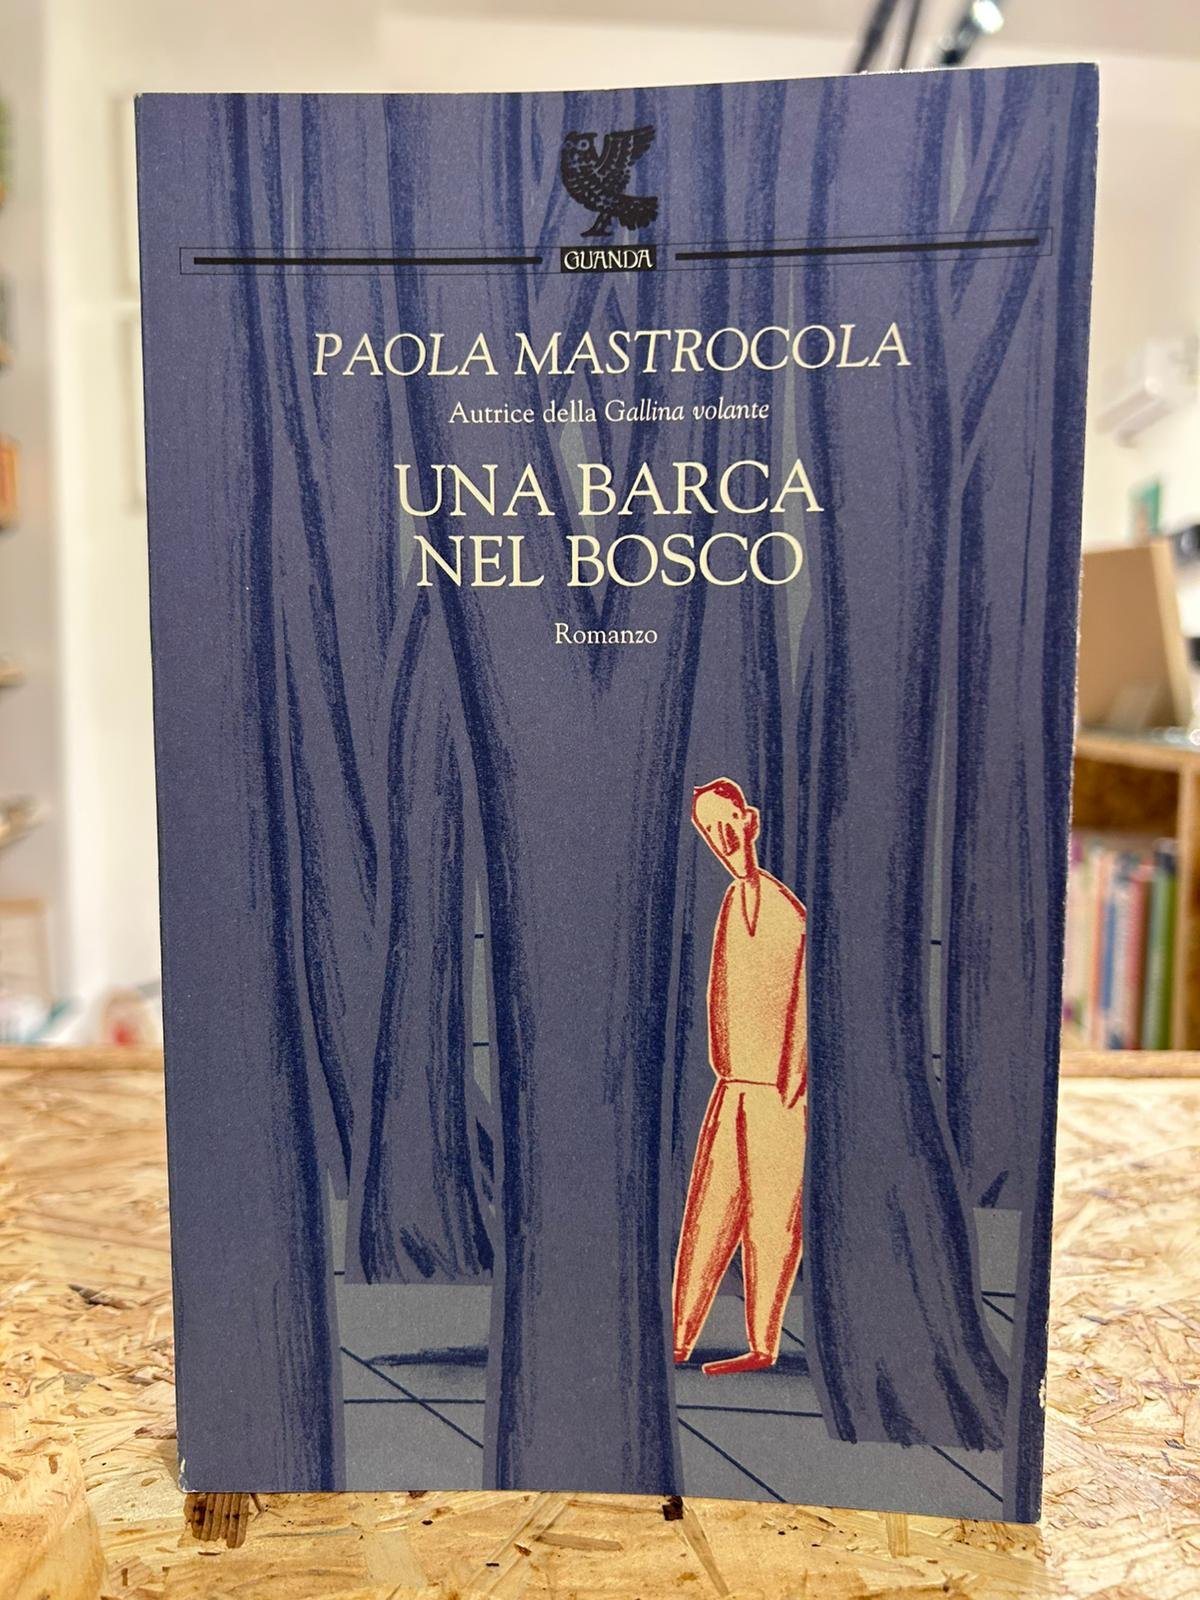 GUANDA
PAOLA MASTROCOLA
Autrice della Gallina volante
UNA BARCA
NEL BOSCO
Romanzo